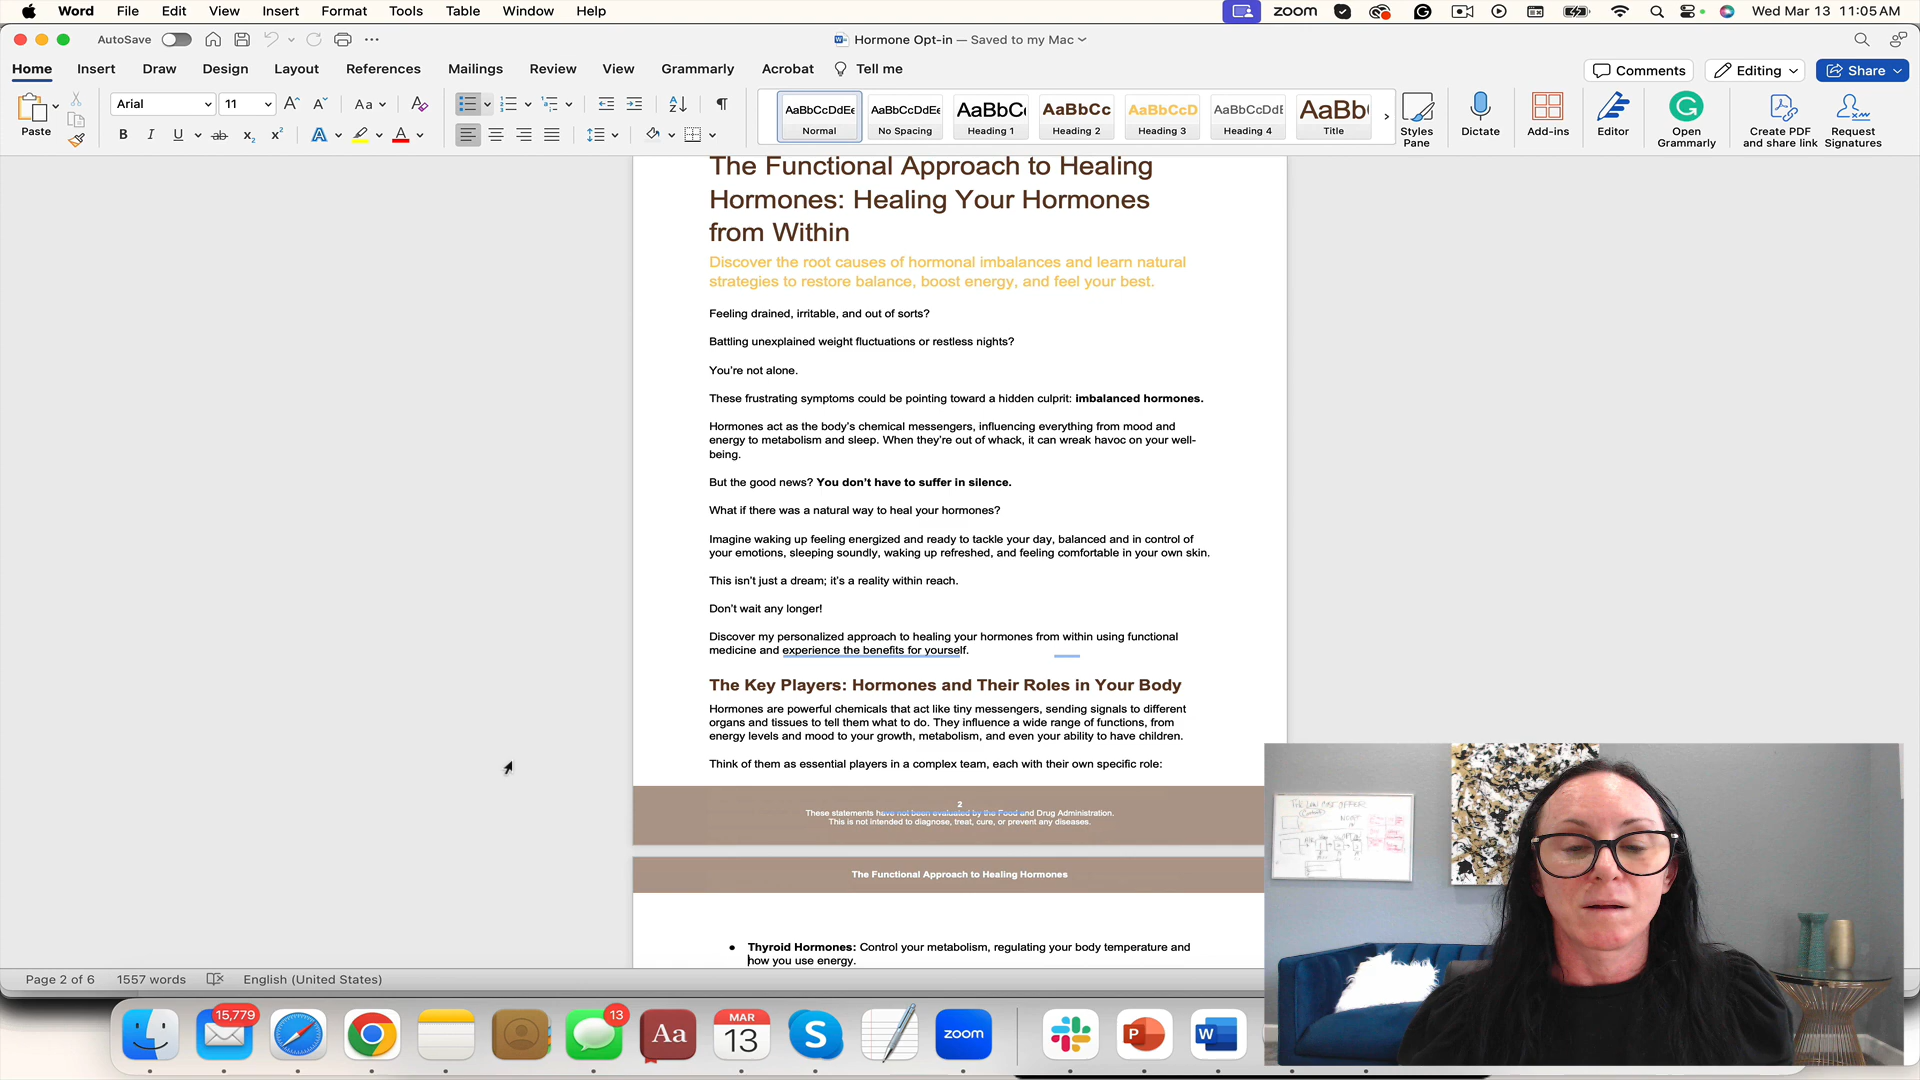 Word File Edit View Insert Format Tools Table Window Help zoom Wed Mar 13 11:05 AM
AutoSave Hormone Opt-in — Saved to my Mac
Home Insert Draw Design Layout References Mailings Review View Grammarly Acrobat Tell me Comments Editing Share
Paste Arial 11 Aa
AaBbCcDdEe AaBbCcDdEe AaBbCc AaBbCc AaBbCcD AaBbCcDdE AaBb(
Normal No Spacing Heading 1 Heading 2 Heading 3 Heading 4 Title
Styles Pane Dictate Add-ins Editor Open Grammarly Create PDF and share link Request Signatures
The Functional Approach to Healing
Hormones: Healing Your Hormones
from Within
Discover the root causes of hormonal imbalances and learn natural
strategies to restore balance, boost energy, and feel your best.
Feeling drained, irritable, and out of sorts?
Battling unexplained weight fluctuations or restless nights?
You're not alone.
These frustrating symptoms could be pointing toward a hidden culprit: imbalanced hormones.
Hormones act as the body's chemical messengers, influencing everything from mood and
energy to metabolism and sleep. When they're out of whack, it can wreak havoc on your well-
being.
But the good news? You don't have to suffer in silence.
What if there was a natural way to heal your hormones?
Imagine waking up feeling energized and ready to tackle your day, balanced and in control of
your emotions, sleeping soundly, waking up refreshed, and feeling comfortable in your own skin.
This isn't just a dream; it's a reality within reach.
Don't wait any longer!
Discover my personalized approach to healing your hormones from within using functional
medicine and experience the benefits for yourself.
The Key Players: Hormones and Their Roles in Your Body
Hormones are powerful chemicals that act like tiny messengers, sending signals to different
organs and tissues to tell them what to do. They influence a wide range of functions, from
energy levels and mood to your growth, metabolism, and even your ability to have children.
Think of them as essential players in a complex team, each with their own specific role:
2
These statements have not been evaluated by the Food and Drug Administration.
This is not intended to diagnose, treat, cure, or prevent any diseases.
The Functional Approach to Healing Hormones
• Thyroid Hormones: Control your metabolism, regulating your body temperature and
how you use energy.
Page 2 of 6 1557 words English (United States)
15,779 13 Aa MAR 13 zoom